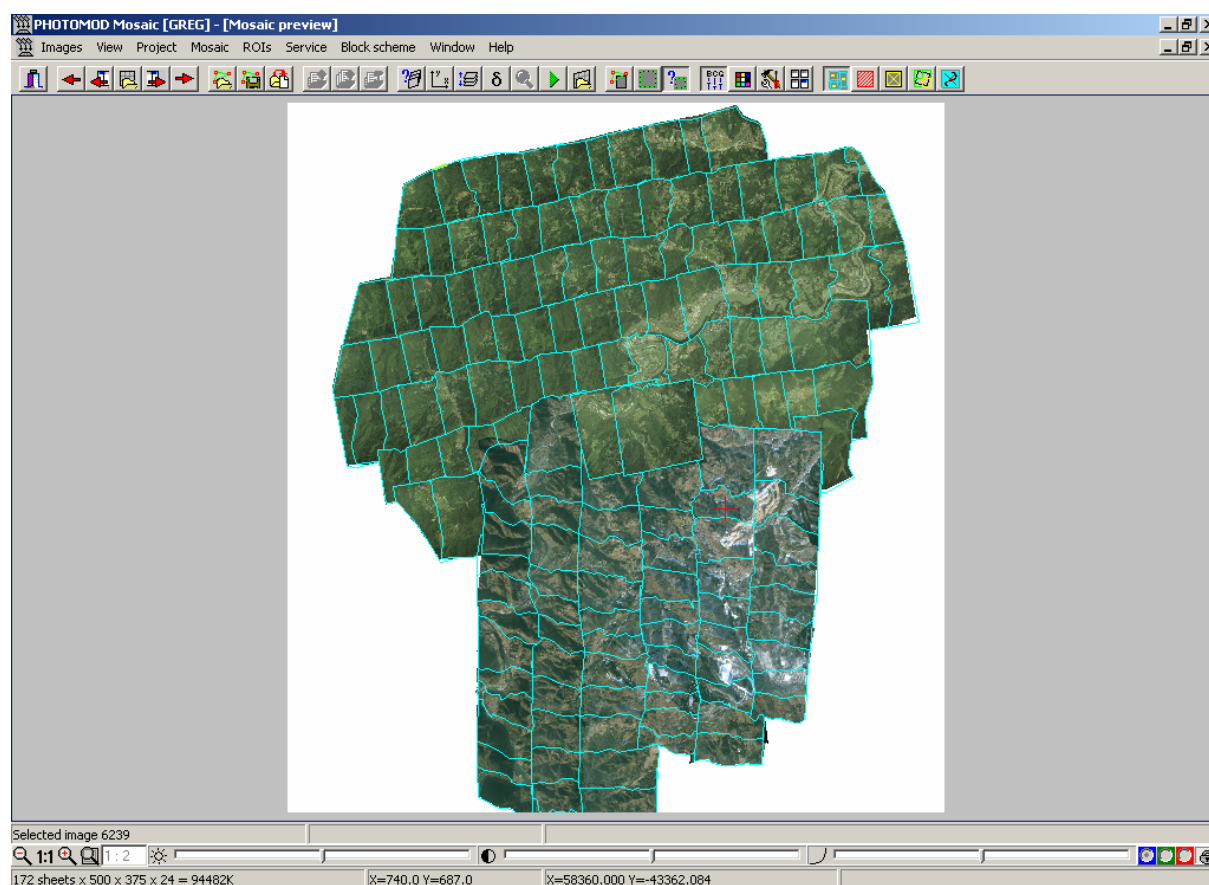 PHOTOMOD Mosaic [GREG] - [Mosaic preview]
Images View Project Mosaic ROIs Service Block scheme Window Help
BCG
Selected image 6239
1:1 1 : 2
172 sheets x 500 x 375 x 24 = 94482K X=740.0 Y=687.0 X=58360.000 Y=-43362.084